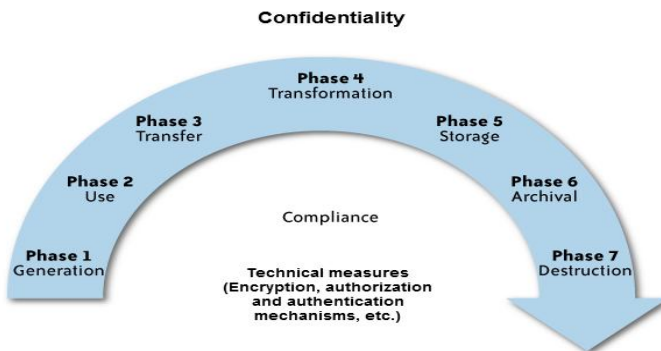 Confidentiality
Phase 1
Generation
Phase 2
Use
Phase 3
Transfer
Phase 4
Transformation
Phase 5
Storage
Phase 6
Archival
Phase 7
Destruction
Compliance
Technical measures
(Encryption, authorization
and authentication
mechanisms, etc.)